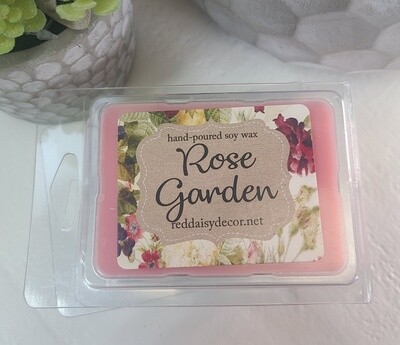 hand-poured soy wax
Rose
Garden
reddaisydecor.net